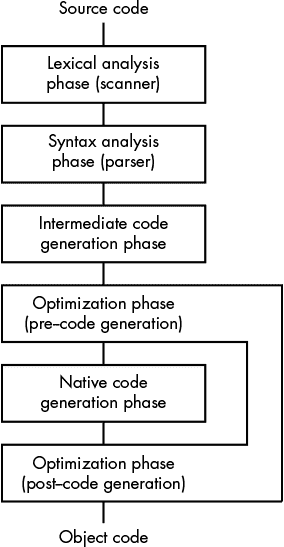 Source code
Lexical analysis
phase (scanner)
Syntax analysis
phase (parser)
Intermediate code
generation phase
Optimization phase
(pre–code generation)
Native code
generation phase
Optimization phase
(post–code generation)
Object code